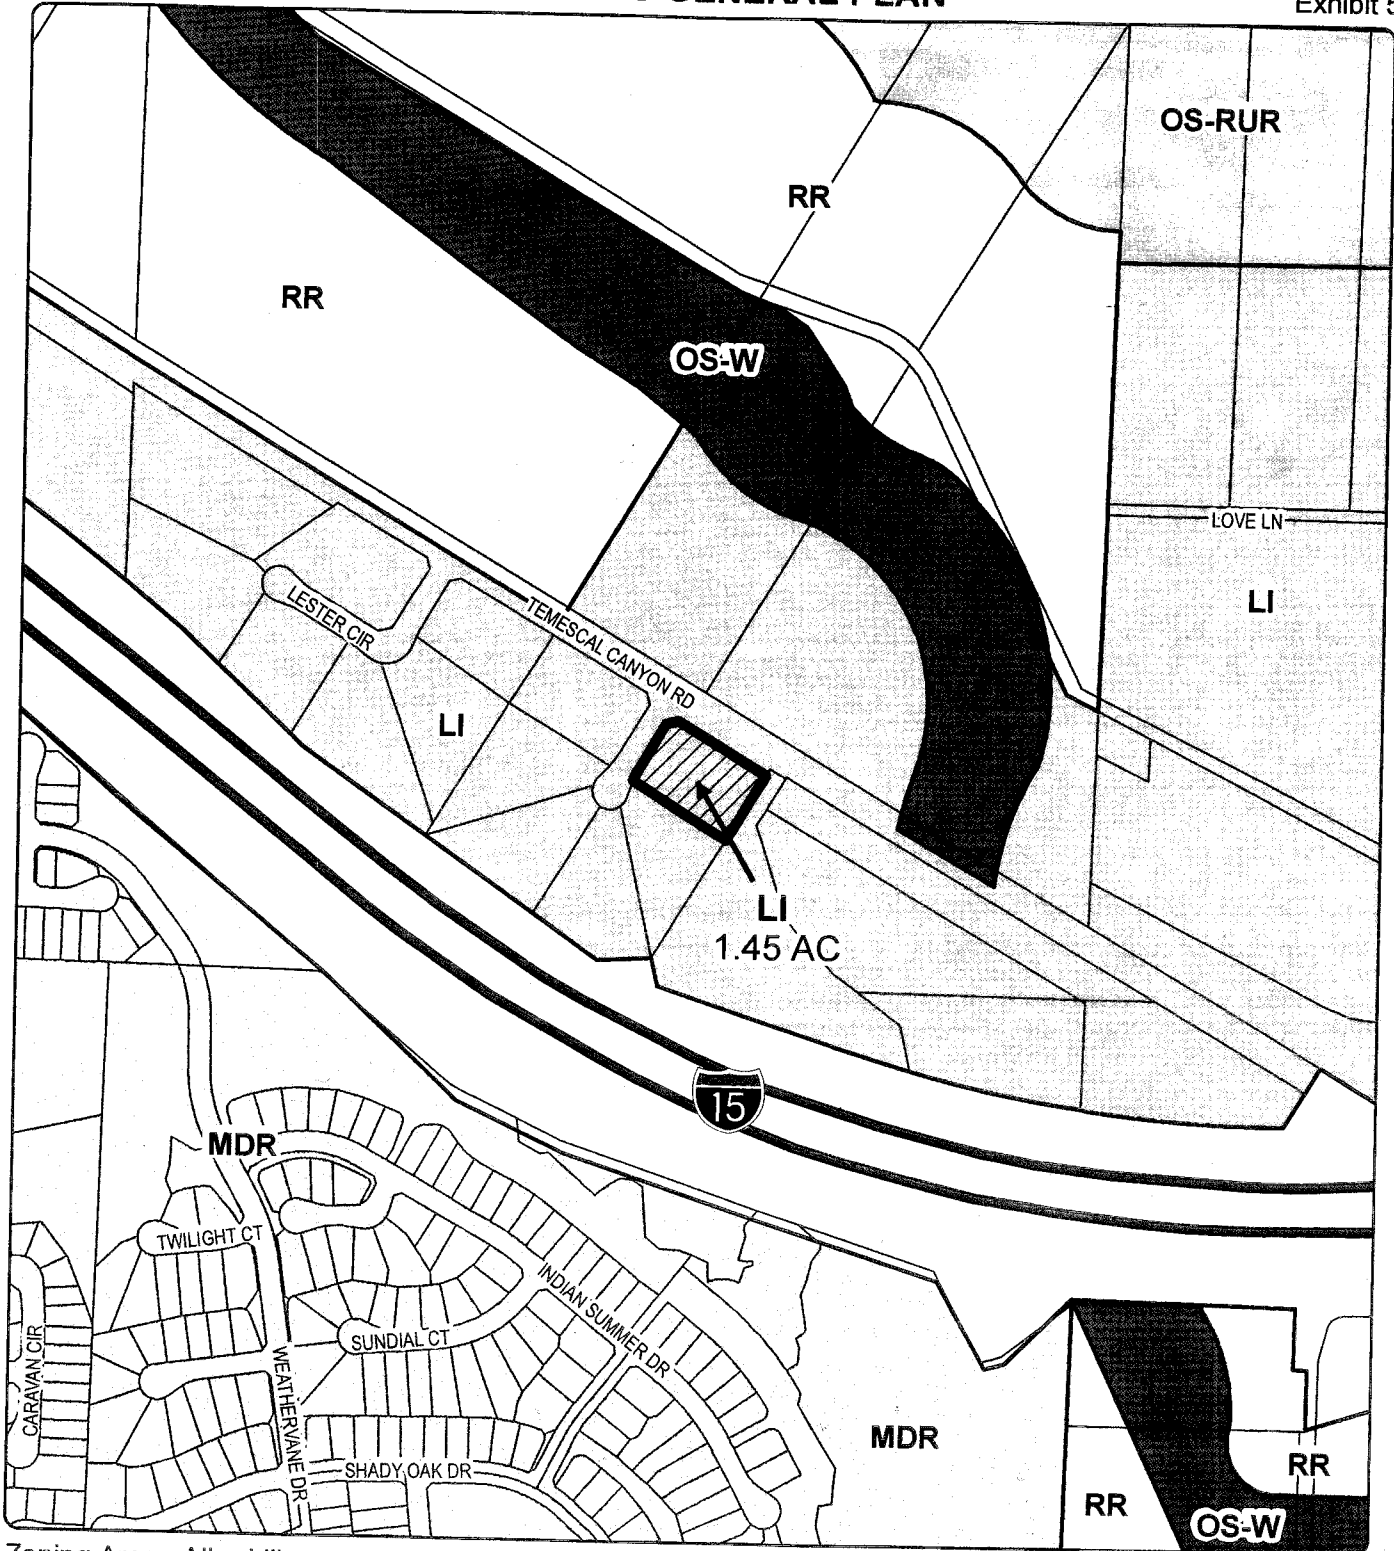 GENERAL PLAN
Exhibit 5
OS-RUR
RR
RR
OS-W
LOVE LN
LI
TEMESCAL CANYON RD
LESTER CIR
LI
LI
1.45 AC
15
MDR
TWILIGHT CT
INDIAN SUMMER DR
SUNDIAL CT
CARAVAN CIR
WEATHERVANE DR
SHADY OAK DR
MDR
RR
RR
OS-W